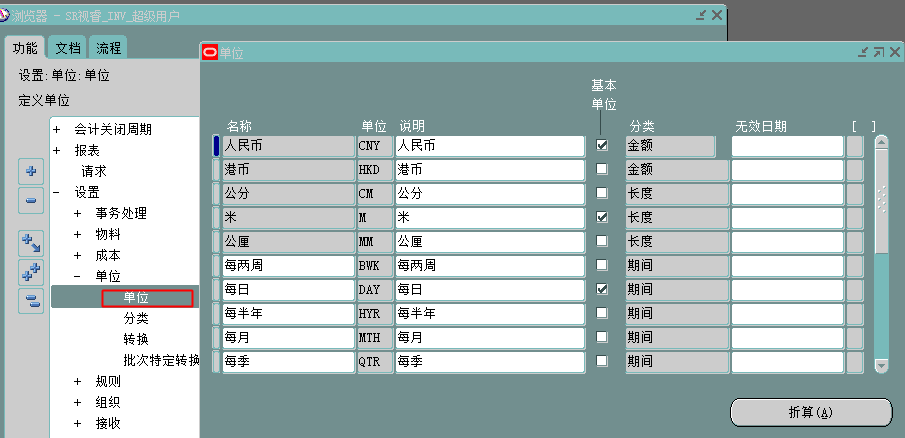 浏览器 - SR视睿_INV_超级用户
功能 文档 流程
设置:单位:单位
定义单位
+ 会计关闭周期
+ 报表
请求
- 设置
+ 事务处理
+ 物料
+ 成本
- 单位
单位
分类
转换
批次特定转换
+ 规则
+ 组织
+ 接收
单位
基本
单位
名称 单位 说明 分类 无效日期 [ ]
人民币 CNY 人民币 金额
港币 HKD 港币 金额
公分 CM 公分 长度
米 M 米 长度
公厘 MM 公厘 长度
每两周 BWK 每两周 期间
每日 DAY 每日 期间
每半年 HYR 每半年 期间
每月 MTH 每月 期间
每季 QTR 每季 期间
折算(A)